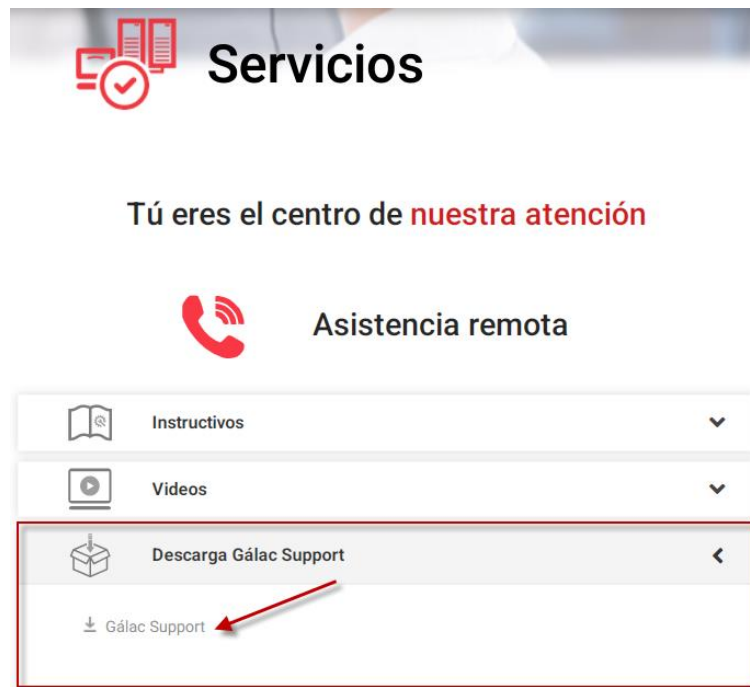 Servicios
Tú eres el centro de nuestra atención
Asistencia remota
Instructivos
Videos
Descarga Gálac Support
Gálac Support